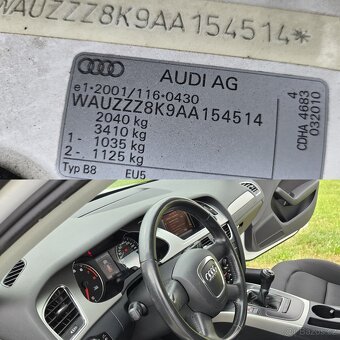 WAUZZZ8K9AA154514*
AUDI AG
e1*2001/116*0430
WAUZZZ8K9AA154514
2040 kg
3410 kg
1- 1035 kg
2- 1125 kg
Typ B8 EU5
4
CDHA 4683
032010